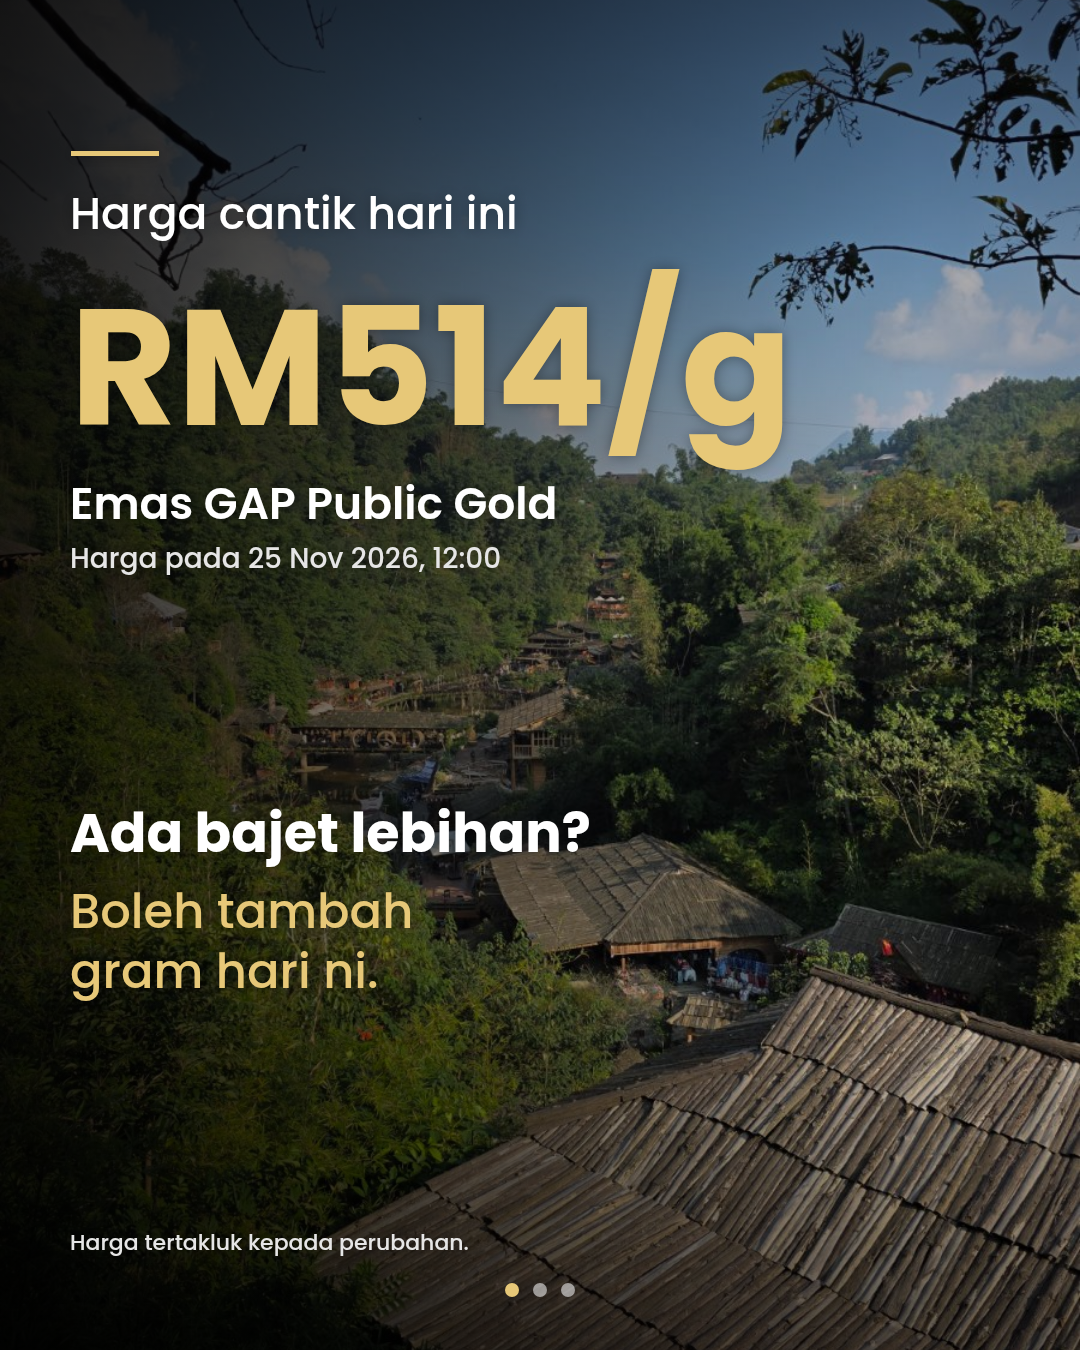 Harga cantik hari ini
RM514/g
Emas GAP Public Gold
Harga pada 25 Nov 2026, 12:00
Ada bajet lebihan?
Boleh tambah
gram hari ni.
Harga tertakluk kepada perubahan.